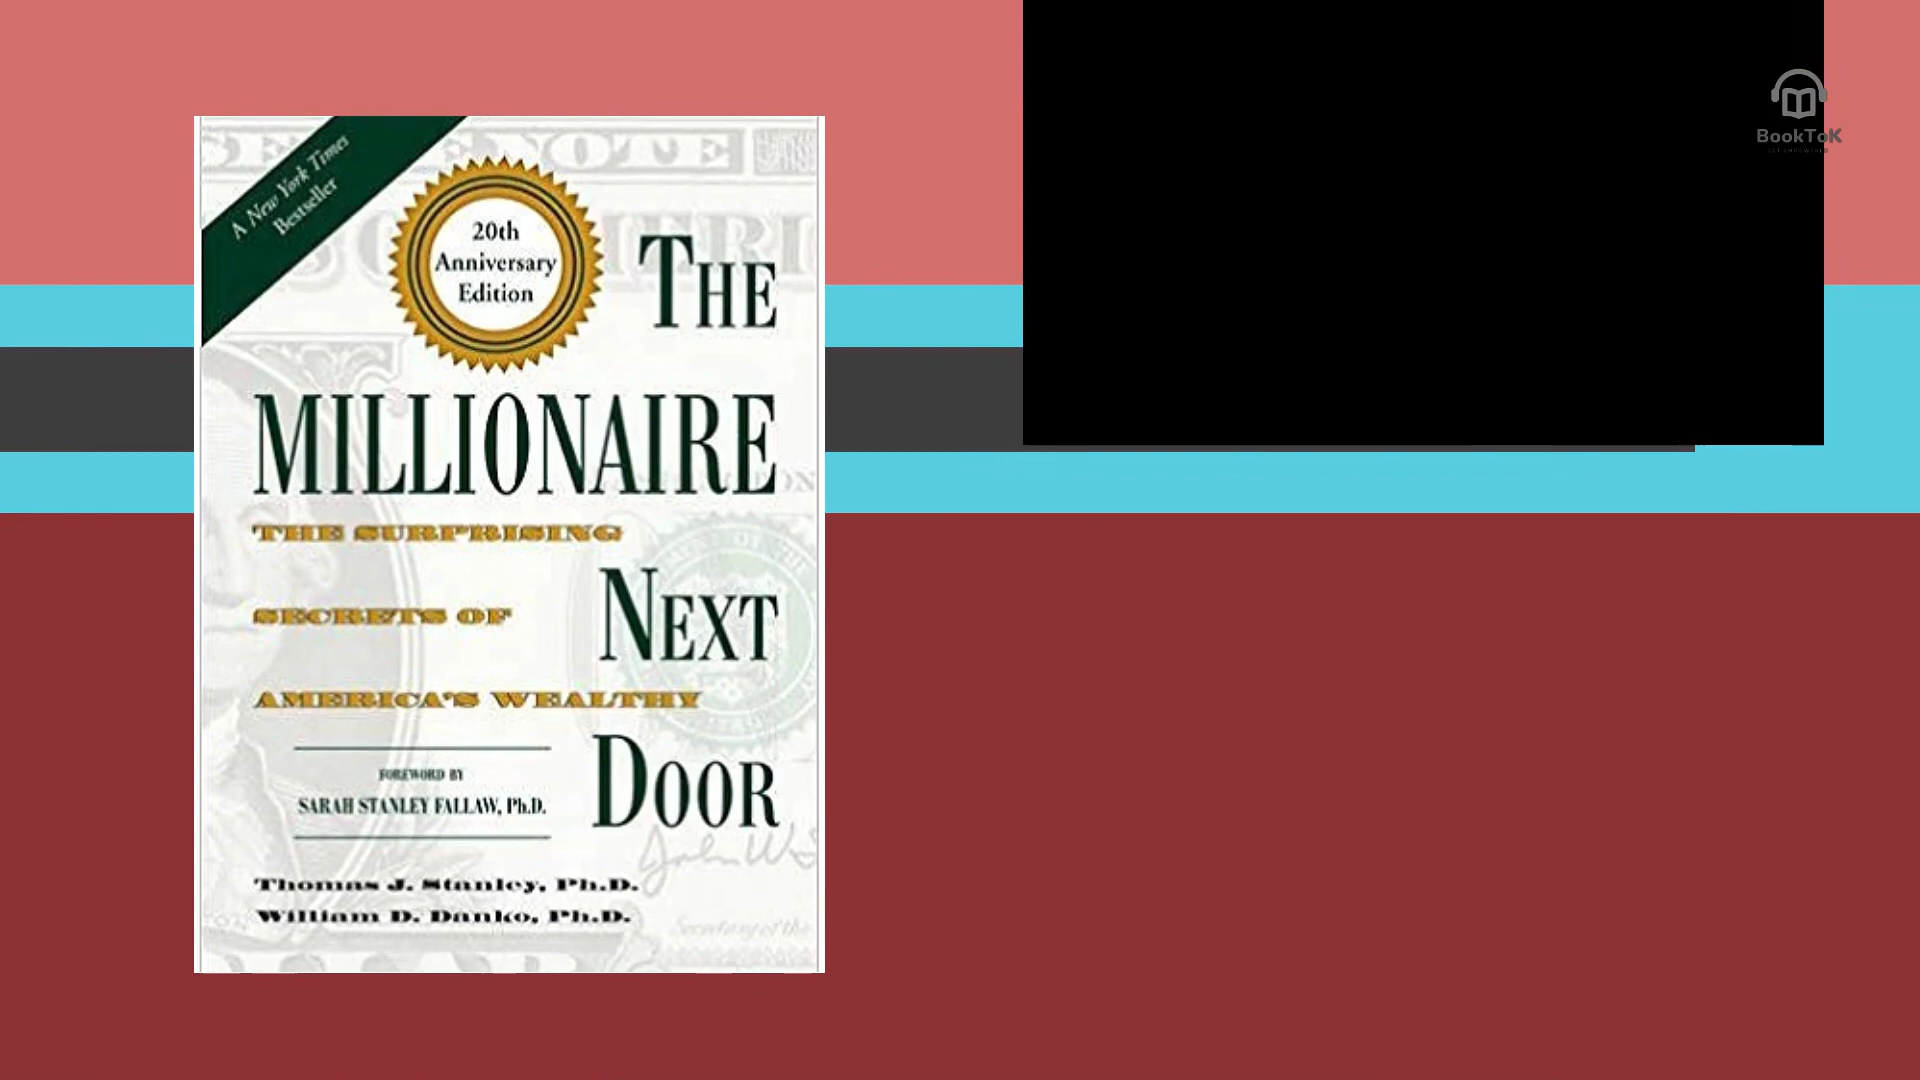 A New York Times
Bestseller
20th
Anniversary
Edition
THE
MILLIONAIRE
THE SURPRISING
NEXT
SECRETS OF
AMERICA'S WEALTHY
DOOR
FOREWORD BY
SARAH STANLEY FALLAW, Ph.D.
Thomas J. Stanley, Ph.D.
William D. Danko, Ph.D.
BookToK